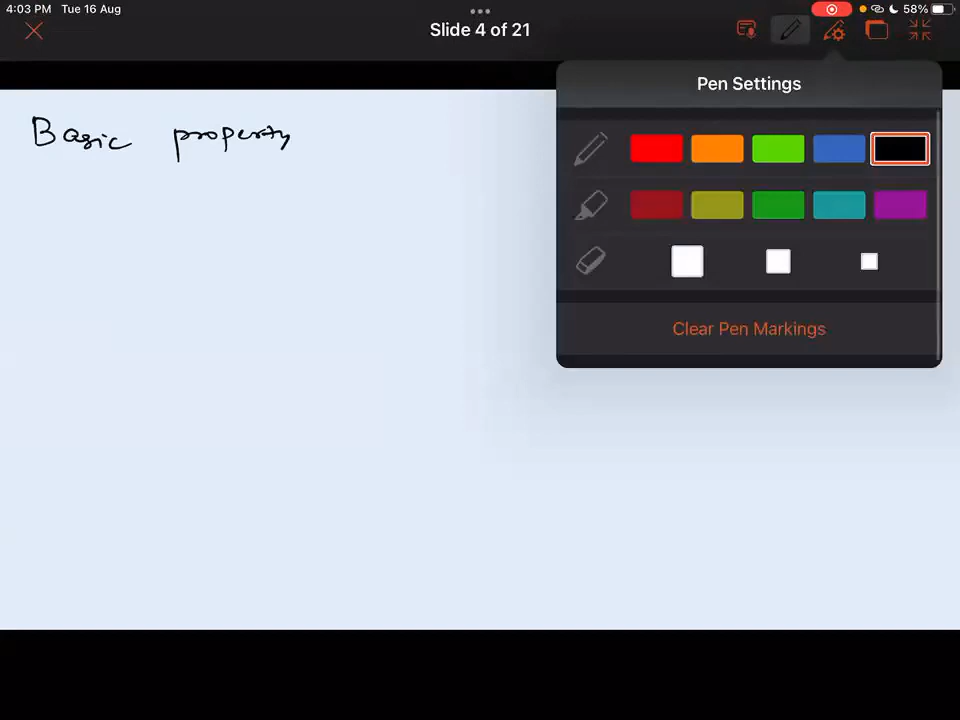 4:03 PM Tue 16 Aug 58%
Slide 4 of 21
Pen Settings
Basic property
Clear Pen Markings